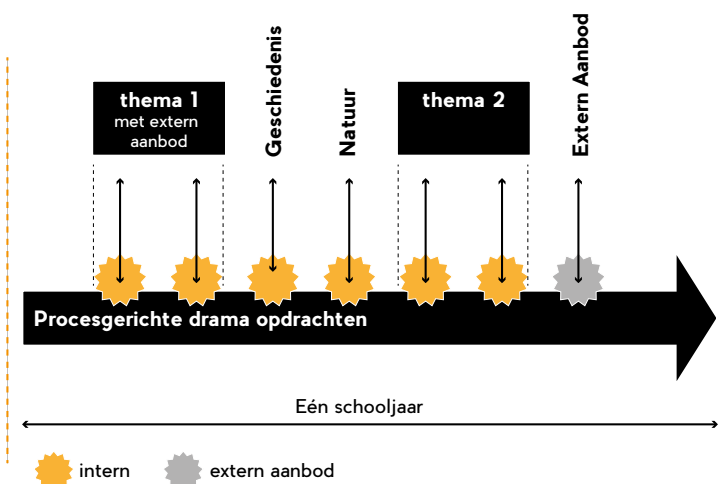 thema 1
met extern
aanbod
Geschiedenis
Natuur
thema 2
Extern Aanbod
Procesgerichte drama opdrachten
Eén schooljaar
intern
extern aanbod